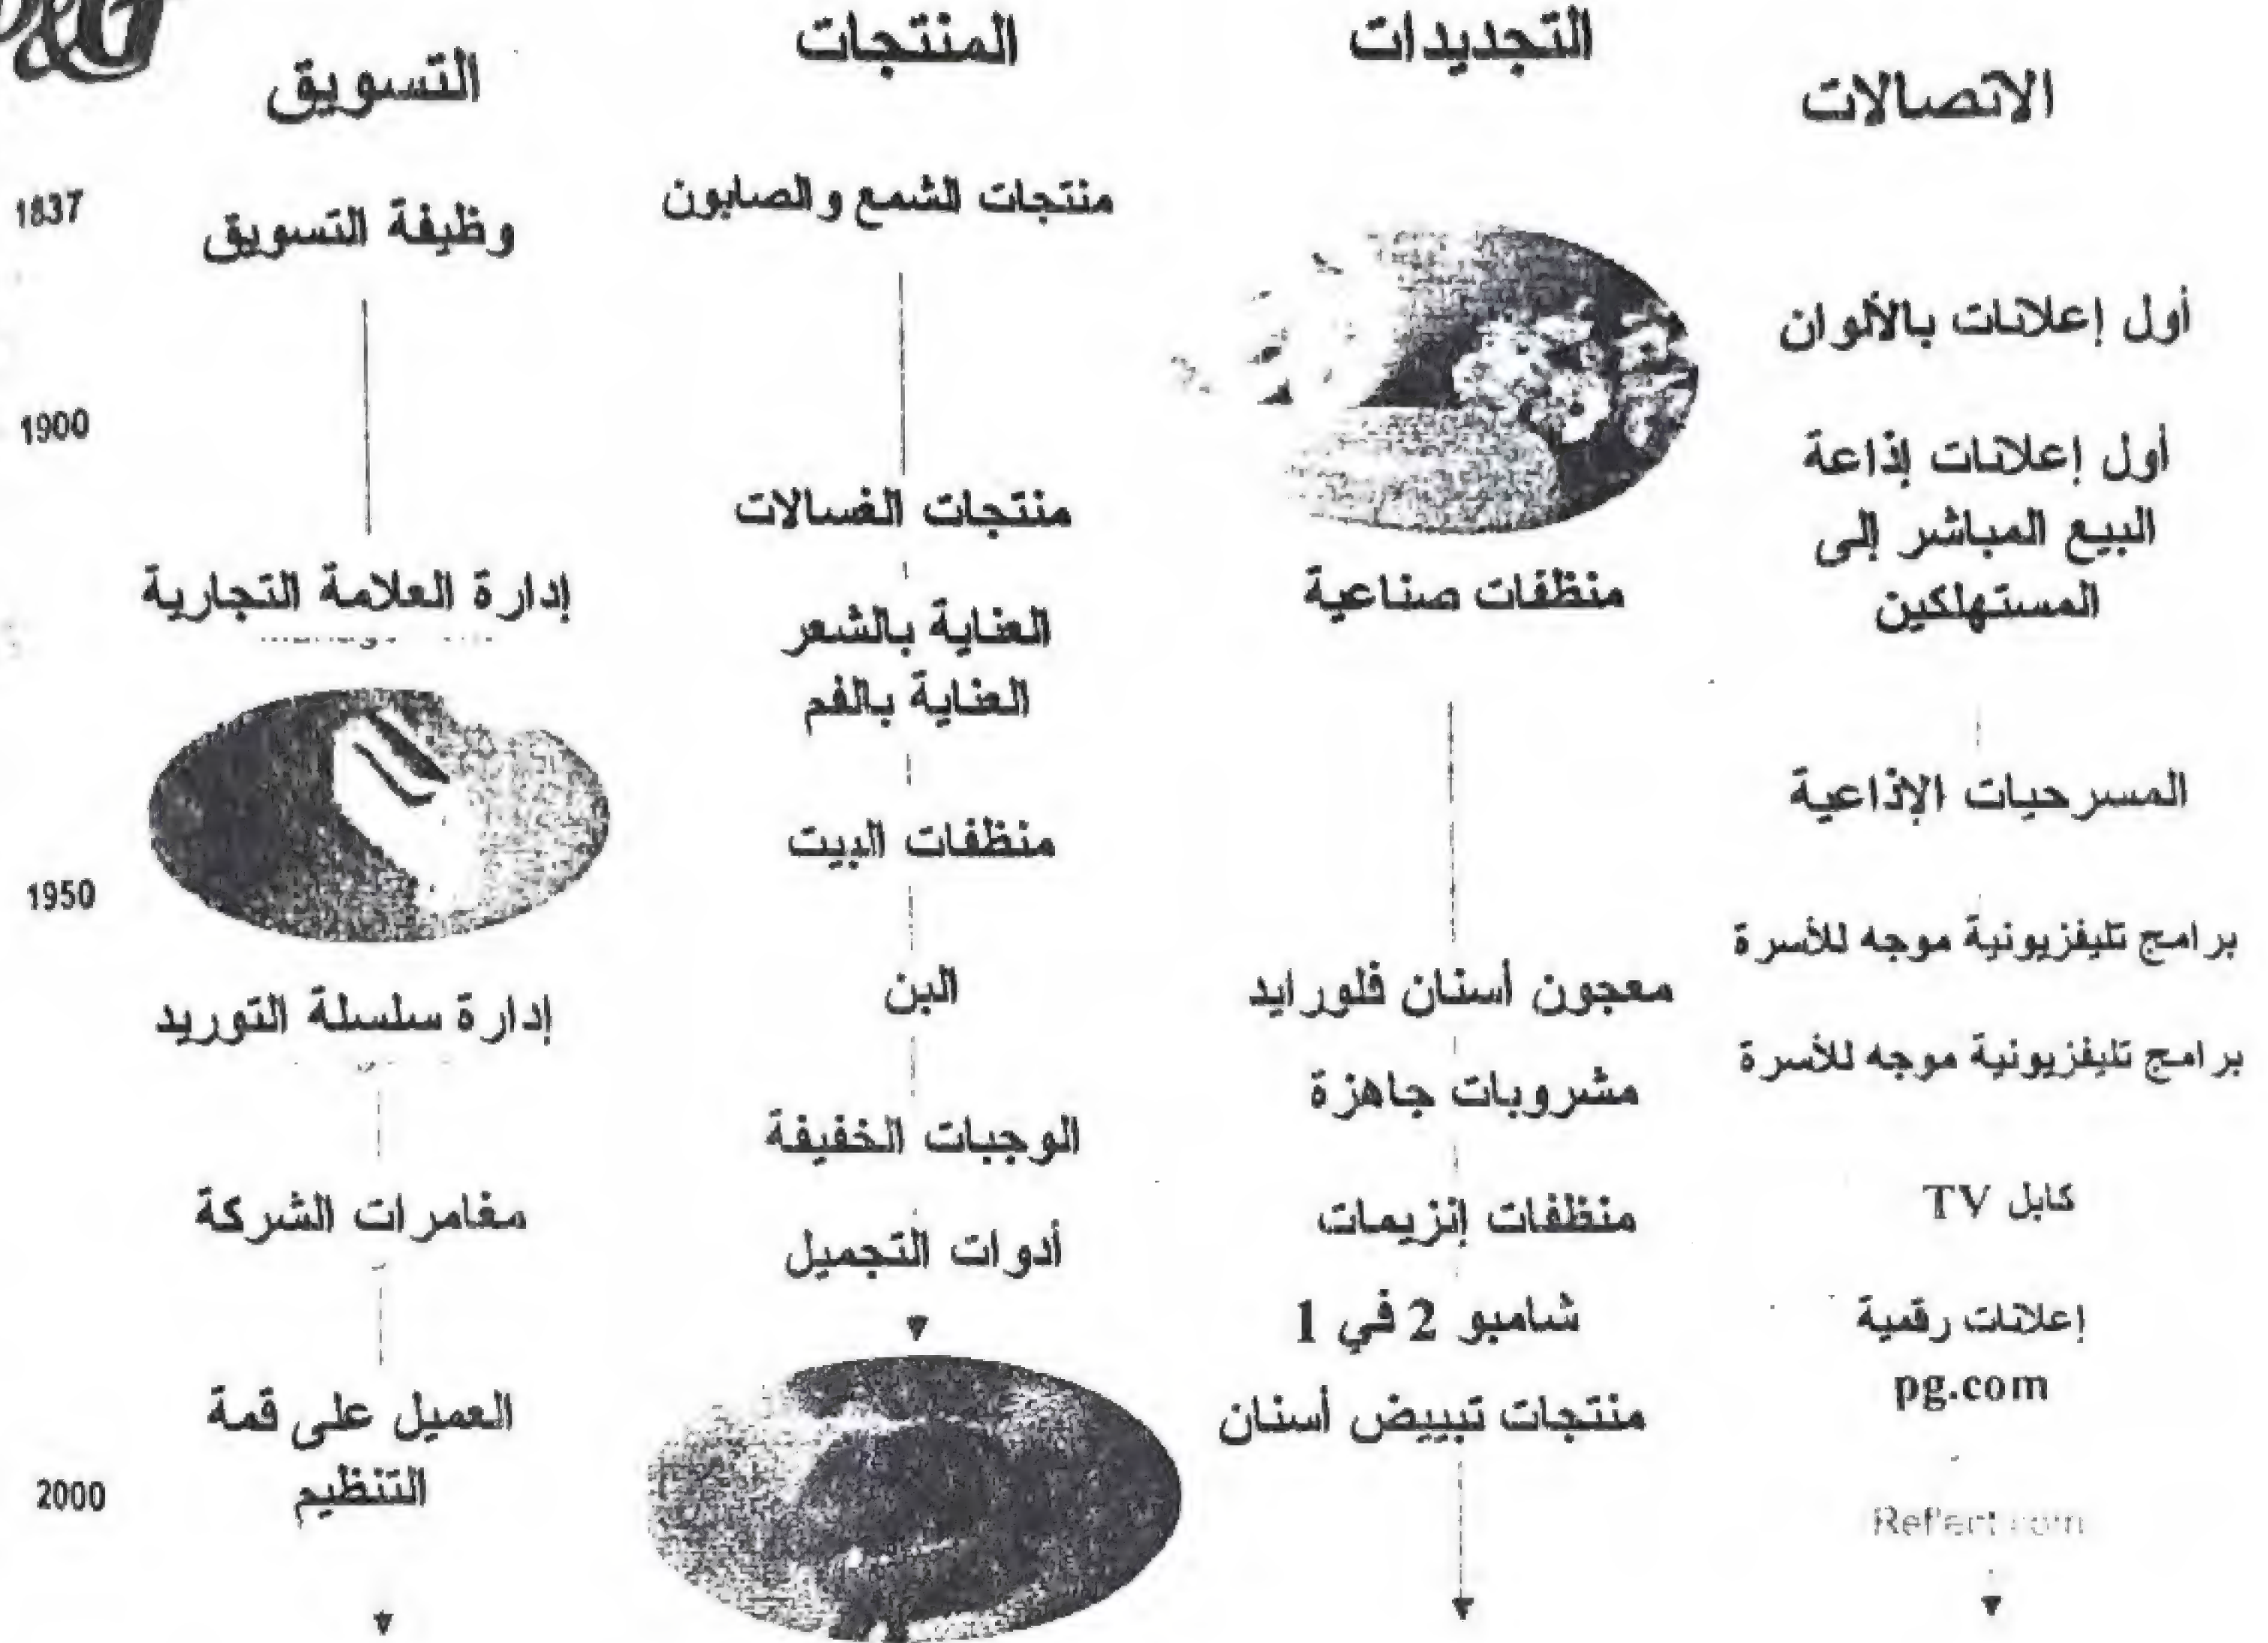 P&G
التسويق
المنتجات
التجديدات
الاتصالات
1837
1900
1950
2000
وظيفة التسويق
إدارة العلامة التجارية
إدارة سلسلة التوريد
مغامرات الشركة
العميل على قمة
التنظيم
منتجات الشمع والصابون
منتجات الغسالات
العناية بالشعر
العناية بالفم
منظفات البيت
البن
الوجبات الخفيفة
أدوات التجميل
منظفات صناعية
معجون أسنان فلورايد
مشروبات جاهزة
منظفات إنزيمات
شامبو 2 في 1
منتجات تبييض أسنان
أول إعلانات بالألوان
أول إعلانات إذاعة
البيع المباشر إلى
المستهلكين
المسرحيات الإذاعية
برامج تليفزيونية موجه للأسرة
برامج تليفزيونية موجه للأسرة
كابل TV
إعلانات رقمية
pg.com
Reflect.com